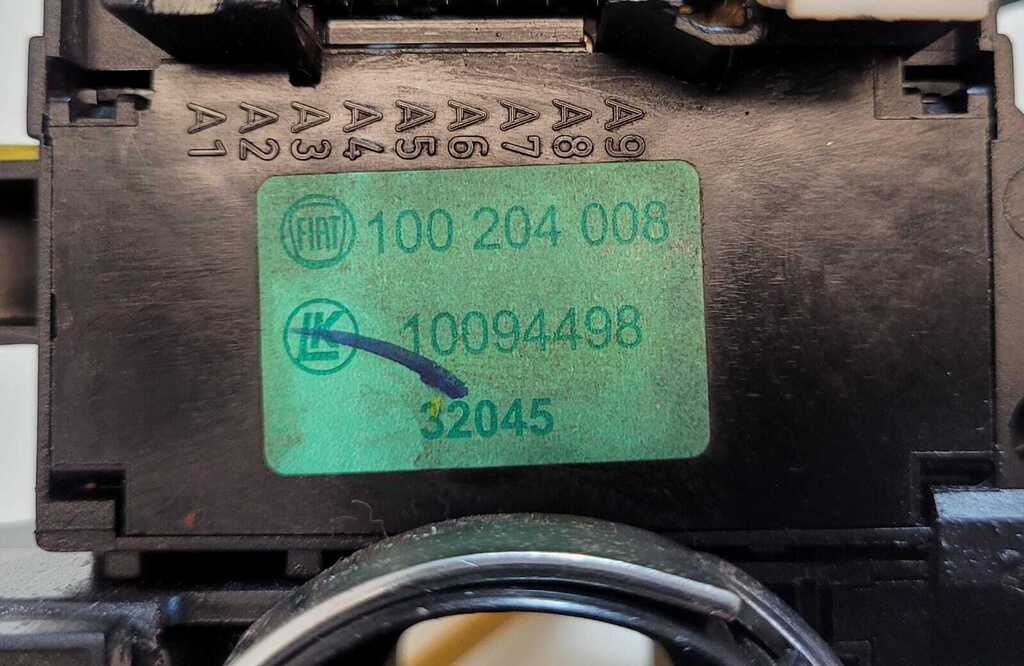 A1 A2 A3 A4 A5 A6 A7 A8 A9
FIAT 100 204 008
LK 10094498
32045